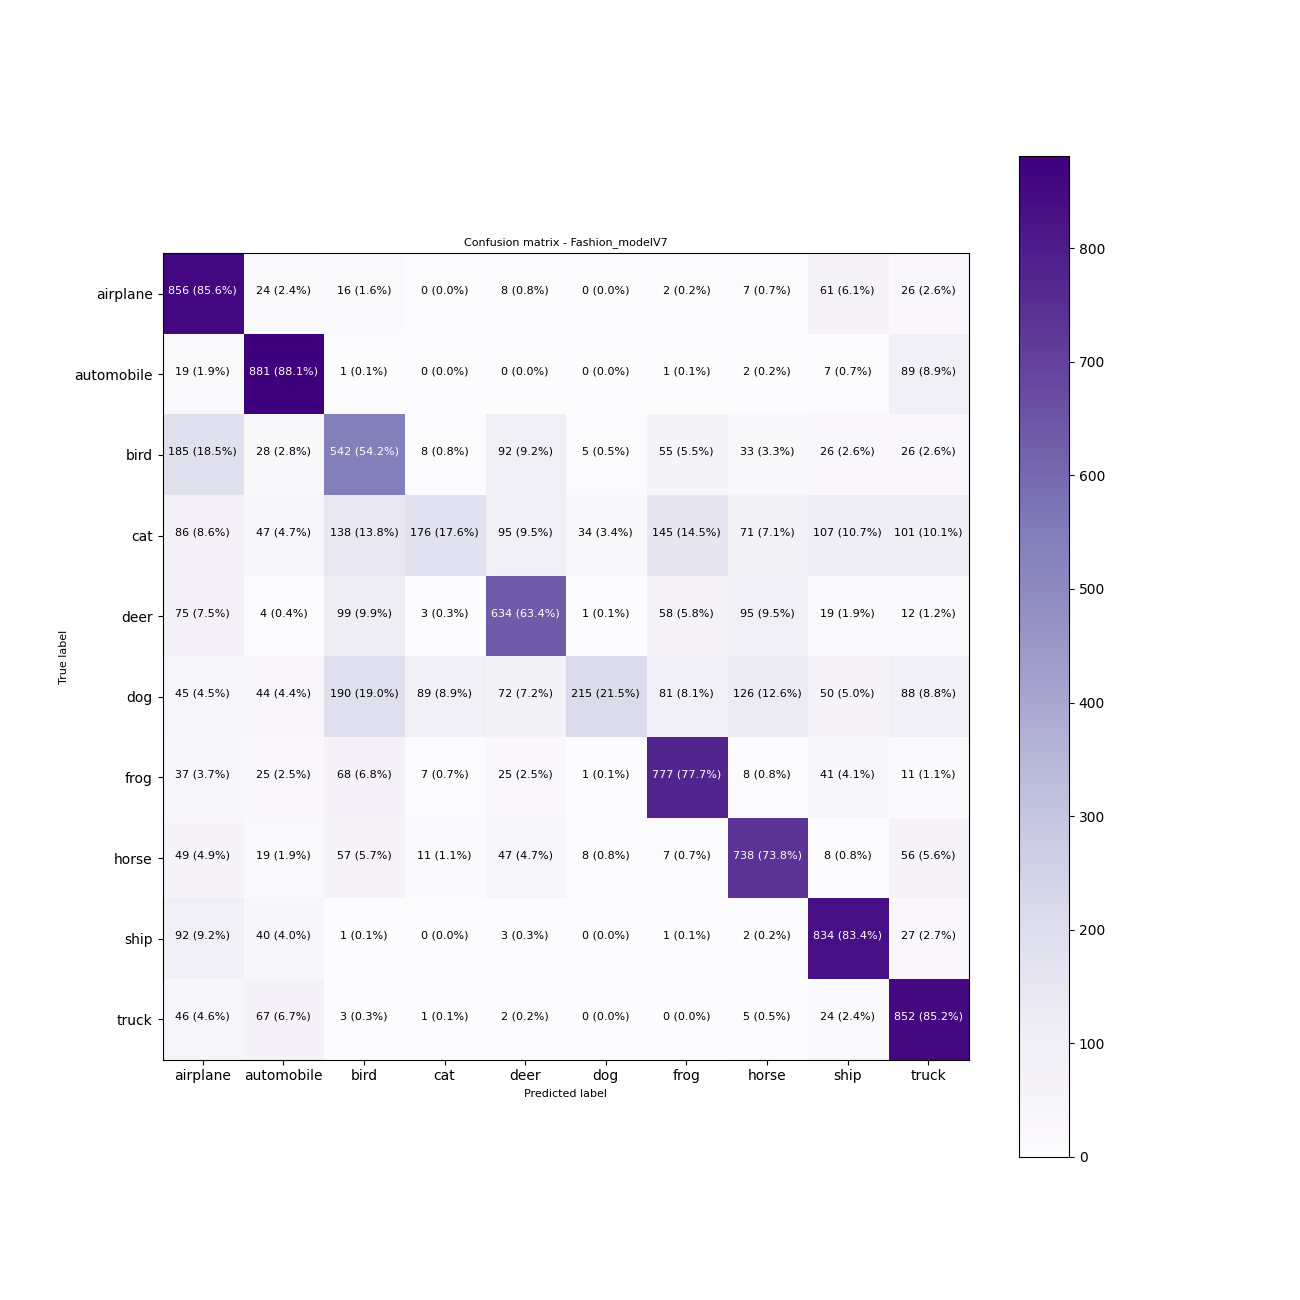 Confusion matrix - Fashion_modelV7
800
airplane 856 (85.6%) 24 (2.4%) 16 (1.6%) 0 (0.0%) 8 (0.8%) 0 (0.0%) 2 (0.2%) 7 (0.7%) 61 (6.1%) 26 (2.6%)
700
automobile 19 (1.9%) 881 (88.1%) 1 (0.1%) 0 (0.0%) 0 (0.0%) 0 (0.0%) 1 (0.1%) 2 (0.2%) 7 (0.7%) 89 (8.9%)
bird 185 (18.5%) 28 (2.8%) 542 (54.2%) 8 (0.8%) 92 (9.2%) 5 (0.5%) 55 (5.5%) 33 (3.3%) 26 (2.6%) 26 (2.6%)
600
cat 86 (8.6%) 47 (4.7%) 138 (13.8%) 176 (17.6%) 95 (9.5%) 34 (3.4%) 145 (14.5%) 71 (7.1%) 107 (10.7%) 101 (10.1%)
500
deer 75 (7.5%) 4 (0.4%) 99 (9.9%) 3 (0.3%) 634 (63.4%) 1 (0.1%) 58 (5.8%) 95 (9.5%) 19 (1.9%) 12 (1.2%)
True label
dog 45 (4.5%) 44 (4.4%) 190 (19.0%) 89 (8.9%) 72 (7.2%) 215 (21.5%) 81 (8.1%) 126 (12.6%) 50 (5.0%) 88 (8.8%)
400
frog 37 (3.7%) 25 (2.5%) 68 (6.8%) 7 (0.7%) 25 (2.5%) 1 (0.1%) 777 (77.7%) 8 (0.8%) 41 (4.1%) 11 (1.1%)
300
horse 49 (4.9%) 19 (1.9%) 57 (5.7%) 11 (1.1%) 47 (4.7%) 8 (0.8%) 7 (0.7%) 738 (73.8%) 8 (0.8%) 56 (5.6%)
200
ship 92 (9.2%) 40 (4.0%) 1 (0.1%) 0 (0.0%) 3 (0.3%) 0 (0.0%) 1 (0.1%) 2 (0.2%) 834 (83.4%) 27 (2.7%)
truck 46 (4.6%) 67 (6.7%) 3 (0.3%) 1 (0.1%) 2 (0.2%) 0 (0.0%) 0 (0.0%) 5 (0.5%) 24 (2.4%) 852 (85.2%)
100
airplane automobile bird cat deer dog frog horse ship truck
Predicted label
0